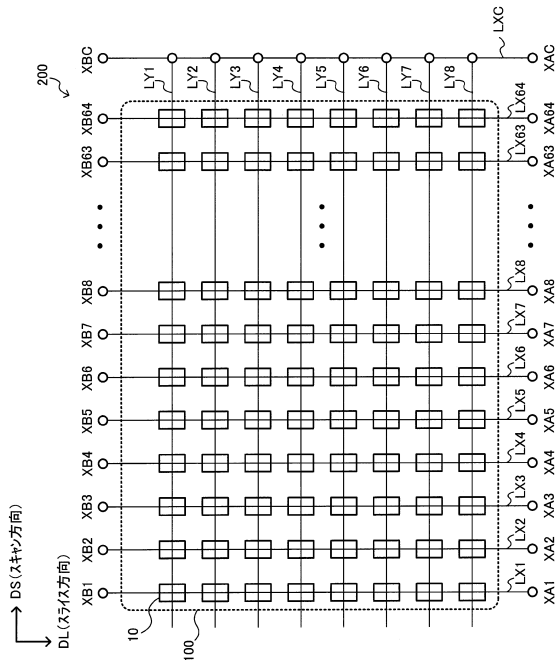 200
XB1 XB2 XB3 XB4 XB5 XB6 XB7 XB8 XB63 XB64 XBC
LY1
LY2
LY3
LY4
LY5
LY6
LY7
LY8
DS(スキャン方向)
DL(スライス方向)
10
100
LX1 LX2 LX3 LX4 LX5 LX6 LX7 LX8 LX63 LX64 LXC
XA1 XA2 XA3 XA4 XA5 XA6 XA7 XA8 XA63 XA64 XAC